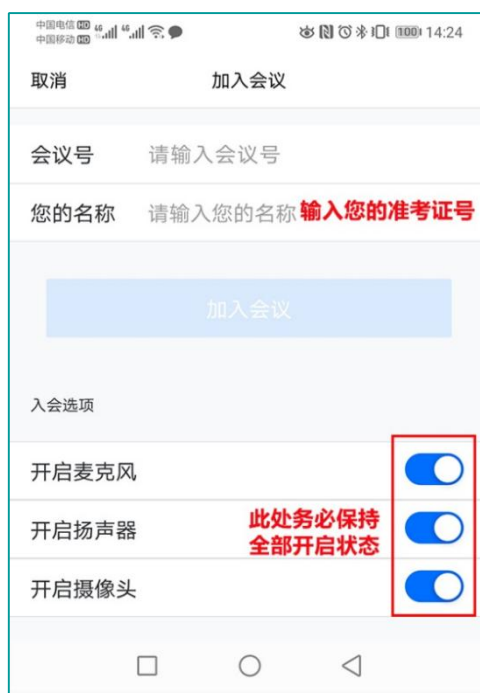 中国电信 HD 46 46
中国移动 HD 100 14:24
取消 加入会议
会议号 请输入会议号
您的名称 请输入您的名称 输入您的准考证号
加入会议
入会选项
开启麦克风
开启扬声器 此处务必保持
全部开启状态
开启摄像头